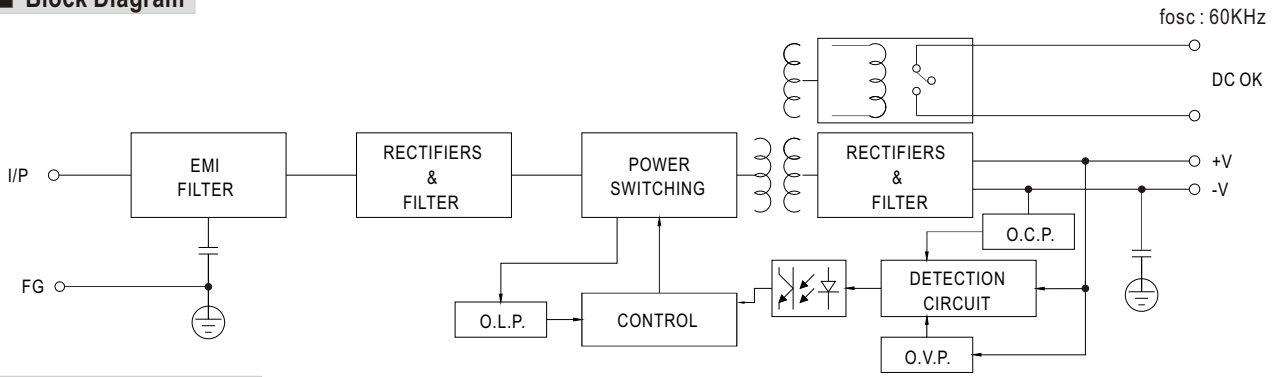 Block Diagram
fosc : 60KHz
DC OK
I/P
EMI
FILTER
RECTIFIERS
&
FILTER
POWER
SWITCHING
RECTIFIERS
&
FILTER
+V
-V
O.C.P.
FG
O.L.P.
CONTROL
DETECTION
CIRCUIT
O.V.P.